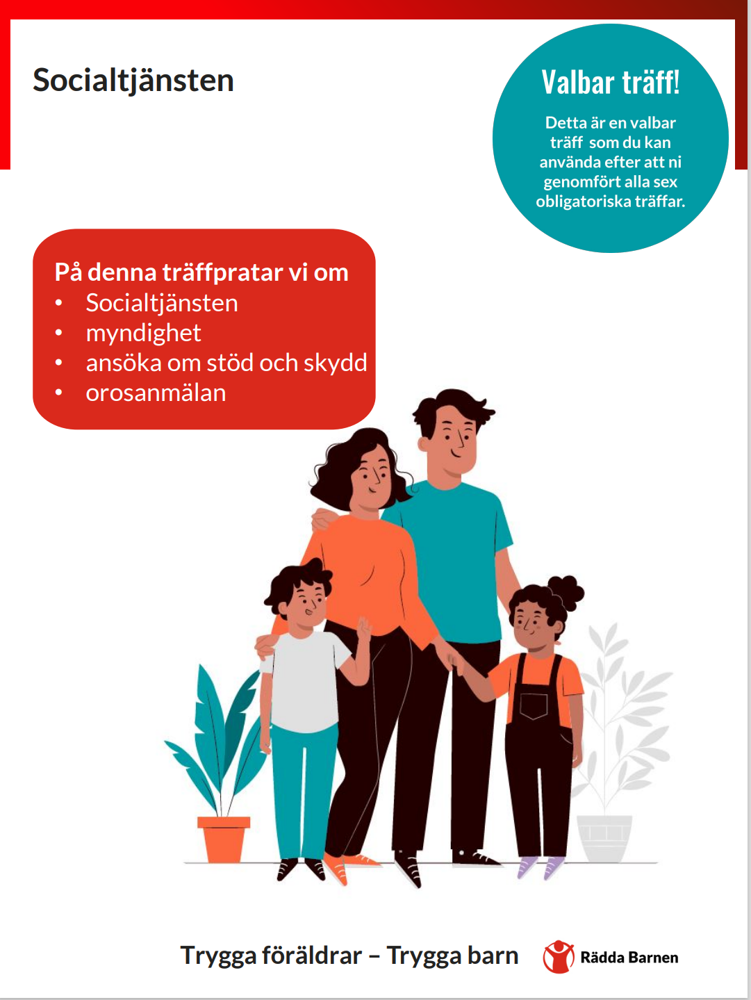 Socialtjänsten
Valbar träff!
Detta är en valbar
träff  som du kan
använda efter att ni
genomfört alla sex
obligatoriska träffar.
På denna träffpratar vi om
• Socialtjänsten
• myndighet
• ansöka om stöd och skydd
• orosanmälan
Trygga föräldrar – Trygga barn
Rädda Barnen